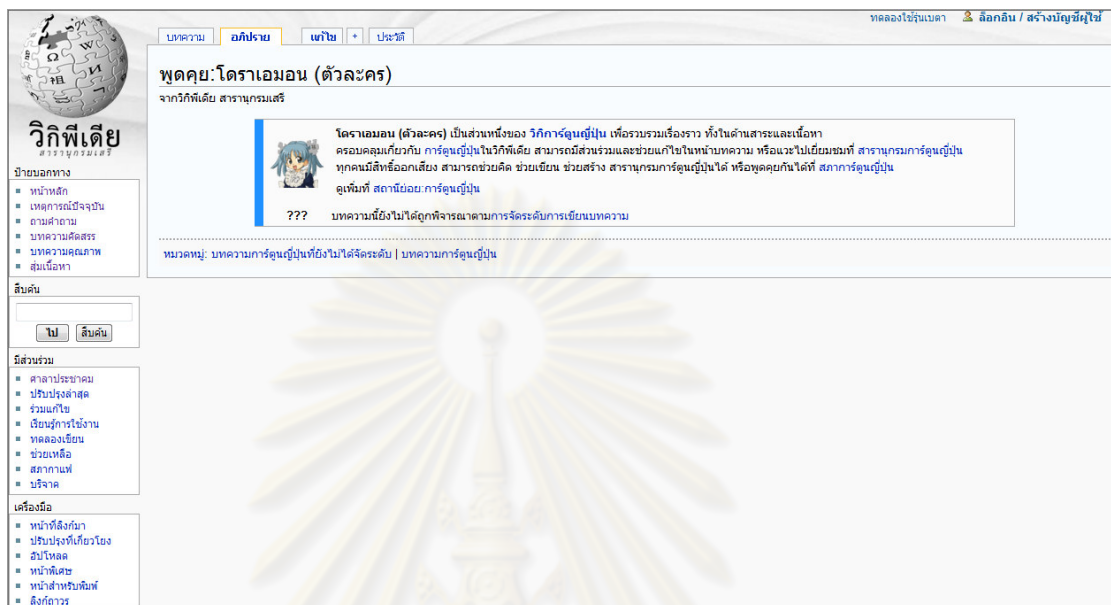 ทดลองใช้รุ่นเบตา ล็อกอิน / สร้างบัญชีผู้ใช้
บทความ อภิปราย แก้ไข + ประวัติ
พูดคุย:โดราเอมอน (ตัวละคร)
จากวิกิพีเดีย สารานุกรมเสรี
โดราเอมอน (ตัวละคร) เป็นส่วนหนึ่งของ วิกิการ์ตูนญี่ปุ่น เพื่อรวบรวมเรื่องราว ทั้งในด้านสาระและเนื้อหา
ครอบคลุมเกี่ยวกับ การ์ตูนญี่ปุ่นในวิกิพีเดีย สามารถมีส่วนร่วมและช่วยแก้ไขในหน้าบทความ หรือแวะไปเยี่ยมชมที่ สารานุกรมการ์ตูนญี่ปุ่น
ทุกคนมีสิทธิ์ออกเสียง สามารถช่วยคิด ช่วยเขียน ช่วยสร้าง สารานุกรมการ์ตูนญี่ปุ่นได้ หรือพูดคุยกันได้ที่ สภาการ์ตูนญี่ปุ่น
ดูเพิ่มที่ สถานีย่อย:การ์ตูนญี่ปุ่น
??? บทความนี้ยังไม่ได้ถูกพิจารณาตามการจัดระดับการเขียนบทความ
หมวดหมู่: บทความการ์ตูนญี่ปุ่นที่ยังไม่ได้จัดระดับ | บทความการ์ตูนญี่ปุ่น
วิกิพีเดีย
สารานุกรมเสรี
ป้ายบอกทาง
หน้าหลัก
เหตุการณ์ปัจจุบัน
ถามคำถาม
บทความคัดสรร
บทความคุณภาพ
สุ่มเนื้อหา
สืบค้น
ไป สืบค้น
มีส่วนร่วม
ศาลาประชาคม
ปรับปรุงล่าสุด
ร่วมแก้ไข
เรียนรู้การใช้งาน
ทดลองเขียน
ช่วยเหลือ
สภากาแฟ
บริจาค
เครื่องมือ
หน้าที่ลิงก์มา
ปรับปรุงที่เกี่ยวโยง
อัปโหลด
หน้าพิเศษ
หน้าสำหรับพิมพ์
ลิงก์ถาวร